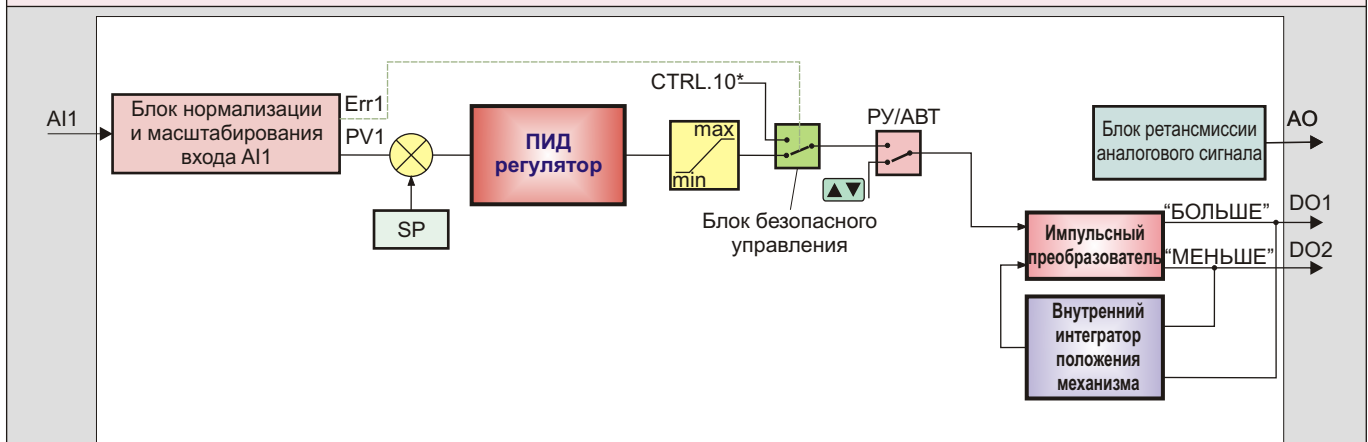 AI1
Блок нормализации
и масштабирования
входа AI1
Err1
PV1
SP
ПИД
регулятор
max
min
CTRL.10*
Блок безопасного
управления
РУ/АВТ
▲▼
Блок ретансмиссии
аналогового сигнала
AO
Импульсный
преобразователь
“БОЛЬШЕ”
“МЕНЬШЕ”
DO1
DO2
Внутренний
интегратор
положения
механизма